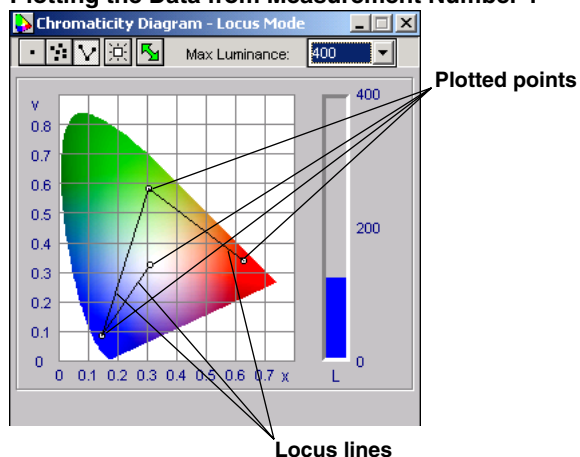 Plotting the Data from Measurement Number 1
Chromaticity Diagram - Locus Mode
Max Luminance: 400
Plotted points
y
0.8
0.7
0.6
0.5
0.4
0.3
0.2
0.1
0
0 0.1 0.2 0.3 0.4 0.5 0.6 0.7 x
400
200
0
L
Locus lines